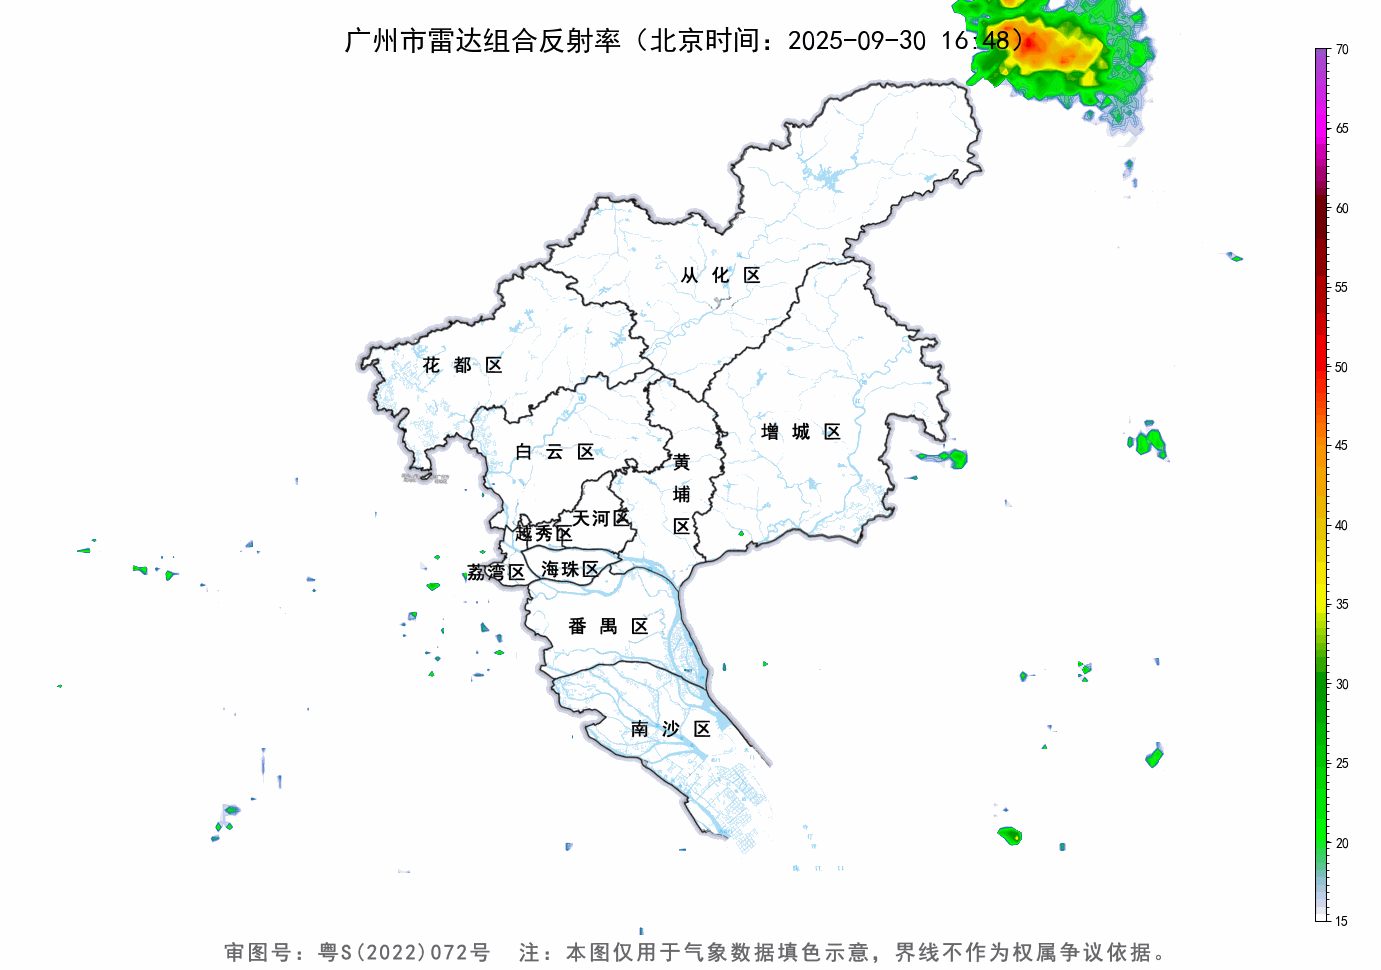 广州市雷达组合反射率（北京时间：2025-09-30 16:48）
70
65
60
55
50
45
40
35
30
25
20
15
从化区
花都区
增城区
白云区
黄埔区
天河区
越秀区
荔湾区
海珠区
番禺区
南沙区
审图号：粤S(2022)072号 注：本图仅用于气象数据填色示意，界线不作为权属争议依据。